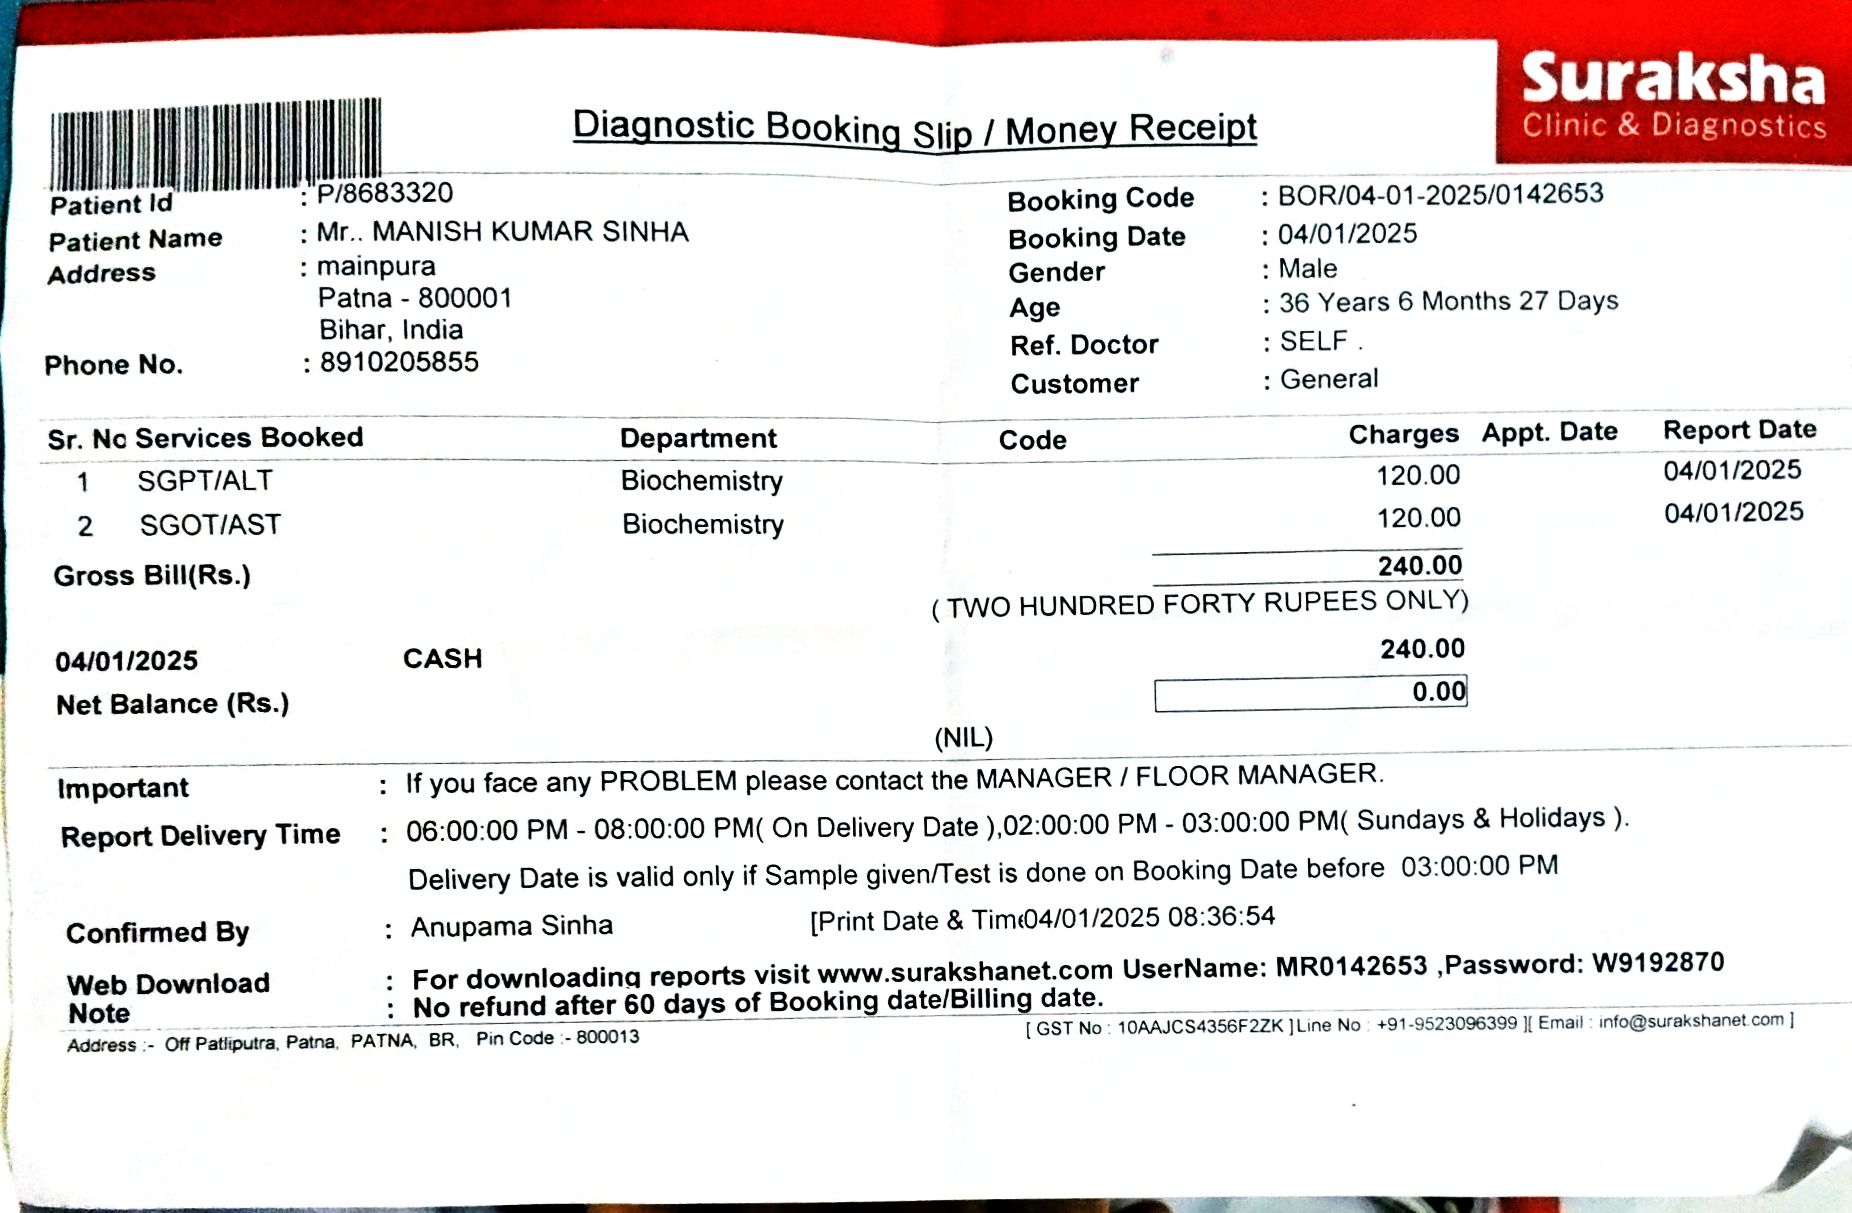 Suraksha
Clinic & Diagnostics
Diagnostic Booking Slip / Money Receipt
Patient Id : P/8683320 Booking Code : BOR/04-01-2025/0142653
Patient Name : Mr.. MANISH KUMAR SINHA Booking Date : 04/01/2025
Address : mainpura Gender : Male
Patna - 800001 Age : 36 Years 6 Months 27 Days
Bihar, India Ref. Doctor : SELF .
Phone No. : 8910205855 Customer : General
Sr. No Services Booked Department Code Charges Appt. Date Report Date
1 SGPT/ALT Biochemistry 120.00 04/01/2025
2 SGOT/AST Biochemistry 120.00 04/01/2025
Gross Bill(Rs.) 240.00
( TWO HUNDRED FORTY RUPEES ONLY)
04/01/2025 CASH 240.00
Net Balance (Rs.) 0.00
(NIL)
Important : If you face any PROBLEM please contact the MANAGER / FLOOR MANAGER.
Report Delivery Time : 06:00:00 PM - 08:00:00 PM( On Delivery Date ),02:00:00 PM - 03:00:00 PM( Sundays & Holidays ).
Delivery Date is valid only if Sample given/Test is done on Booking Date before 03:00:00 PM
Confirmed By : Anupama Sinha [Print Date & Time04/01/2025 08:36:54
Web Download : For downloading reports visit www.surakshanet.com UserName: MR0142653 ,Password: W9192870
Note : No refund after 60 days of Booking date/Billing date.
Address :- Off Patliputra, Patna, PATNA, BR, Pin Code :- 800013 [ GST No : 10AAJCS4356F2ZK ]Line No : +91-9523096399 ][ Email : info@surakshanet.com ]